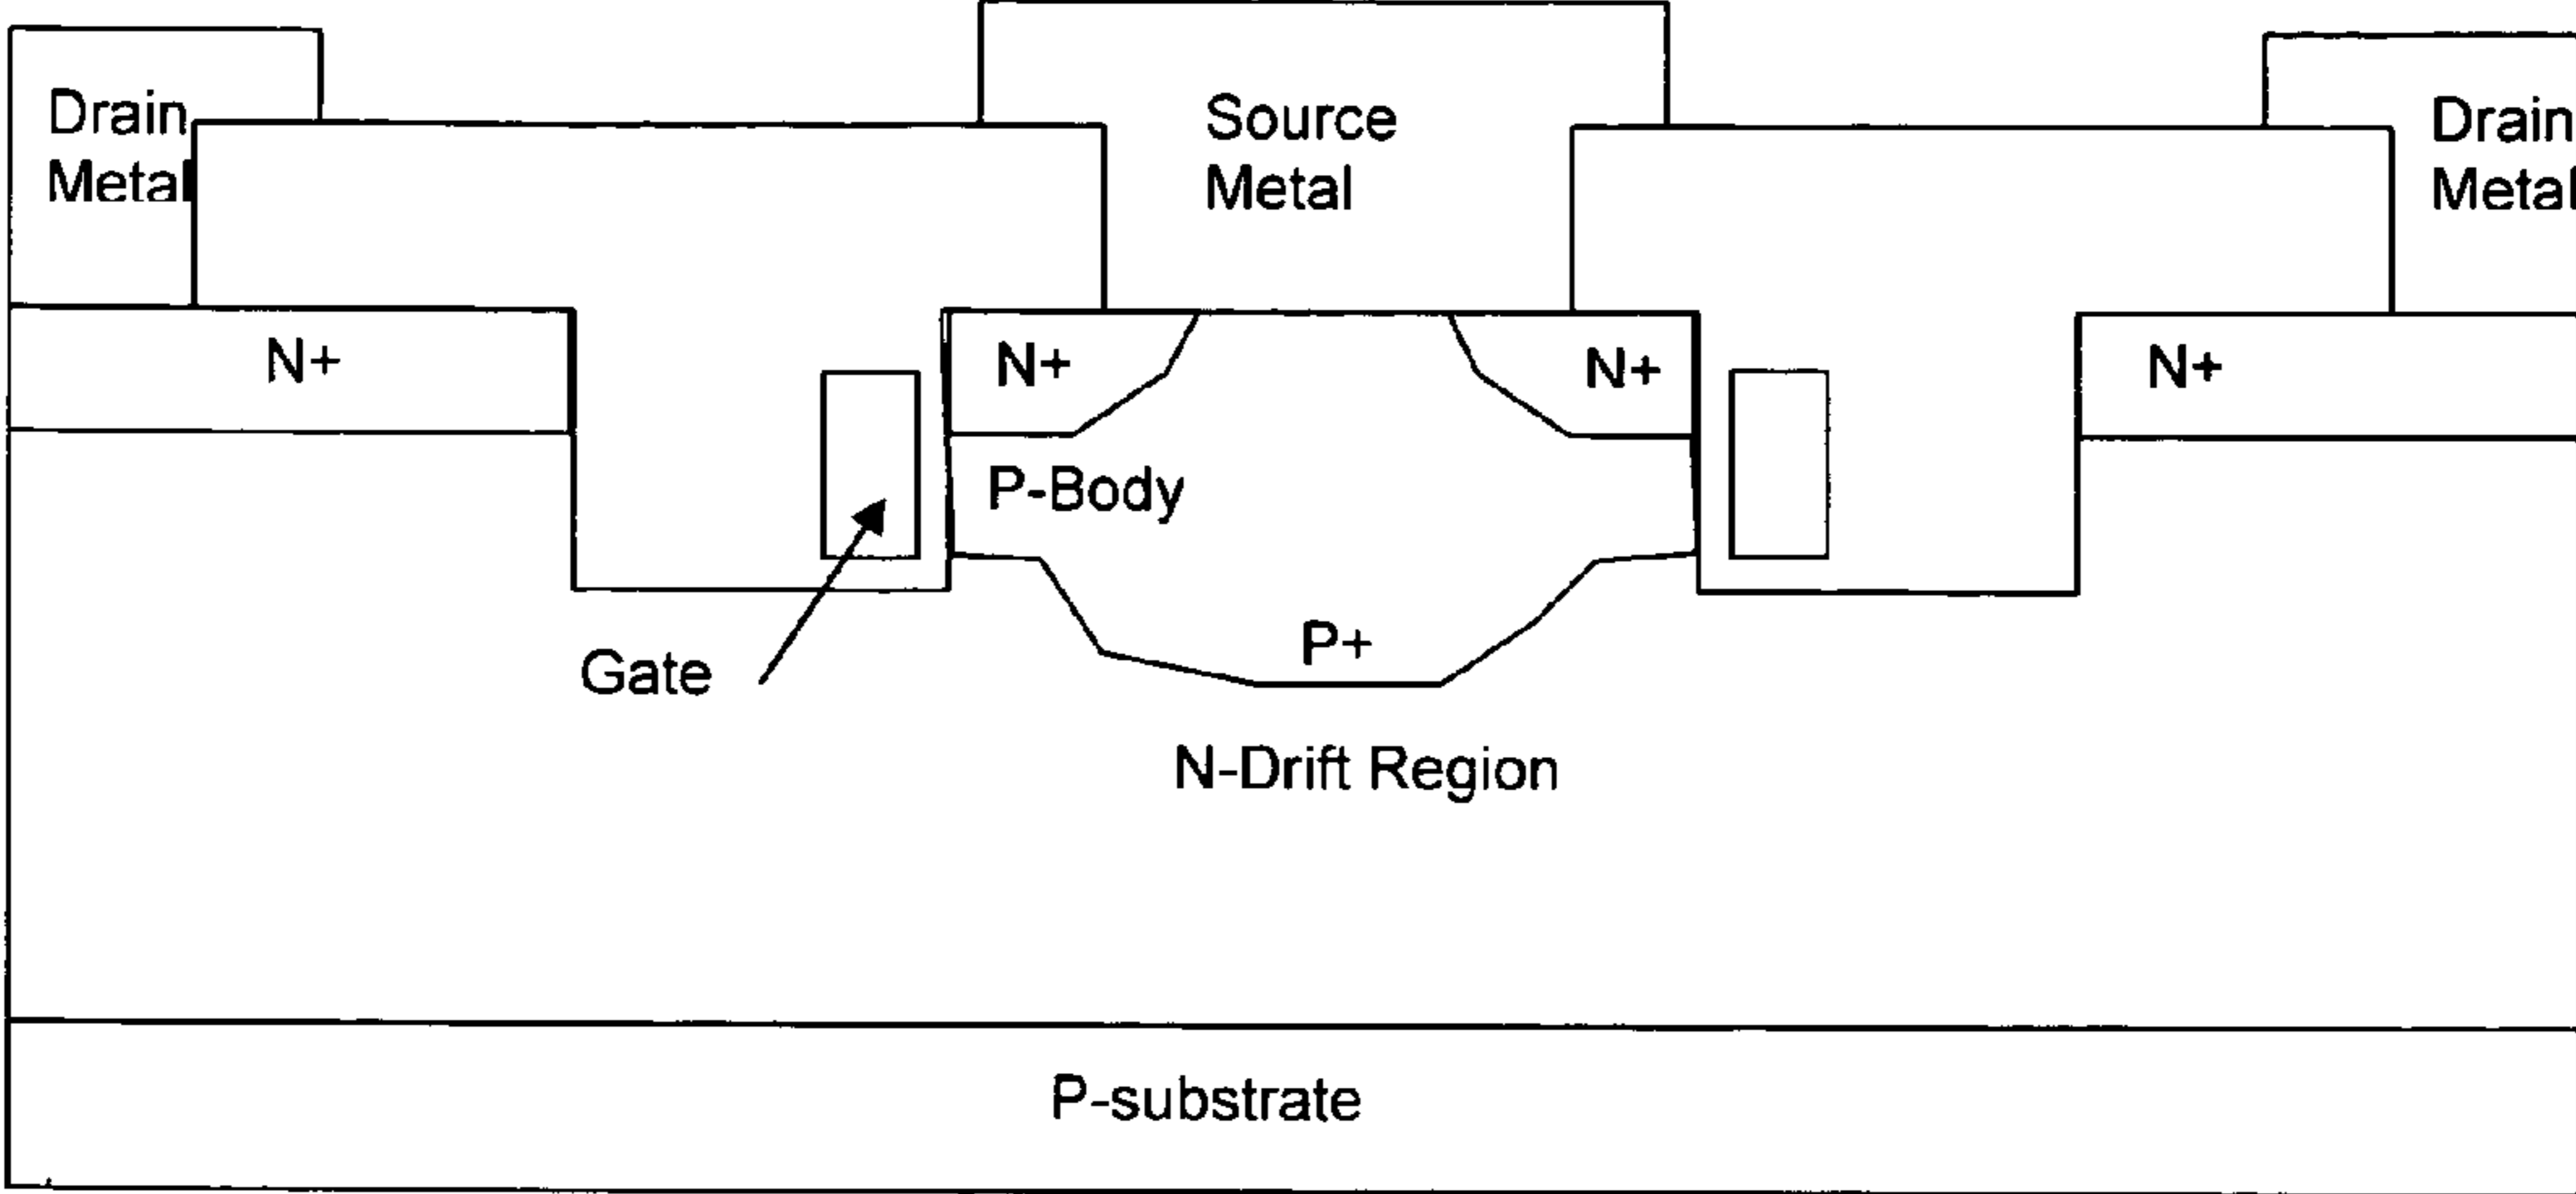 Drain
Metal
Source
Metal
Drain
Metal
N+
N+
N+
N+
P-Body
P+
Gate
N-Drift Region
P-substrate